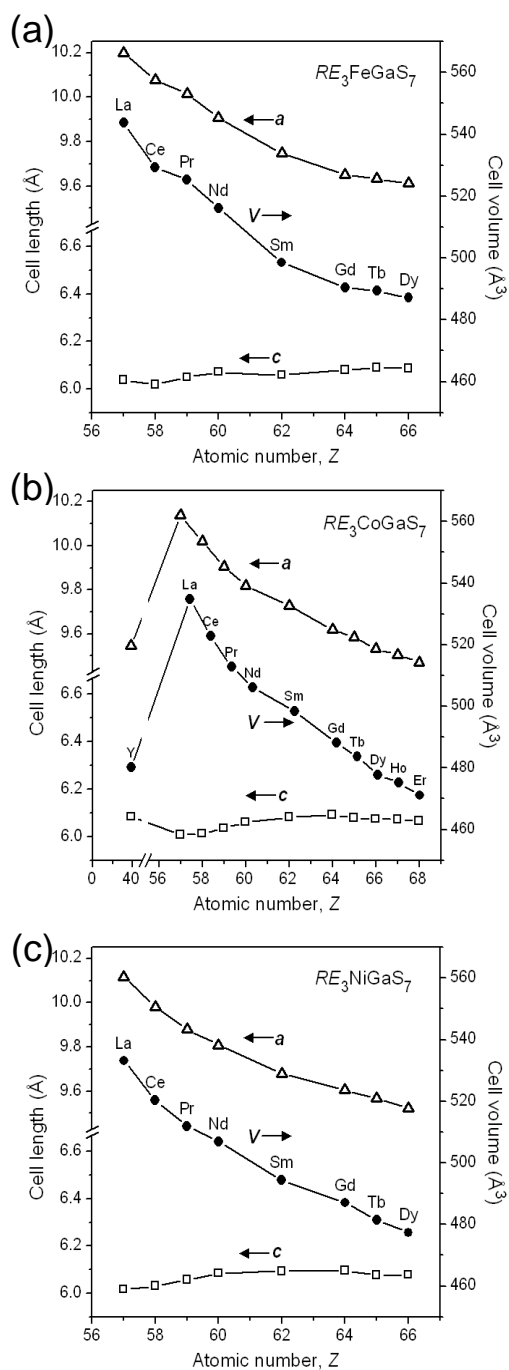 (a)
RE₃FeGaS₇
10.2
10.0
9.8
9.6
6.6
6.4
6.2
6.0
Cell length (Å)
560
540
520
500
480
460
Cell volume (Å³)
a
V
c
La
Ce
Pr
Nd
Sm
Gd
Tb
Dy
56 58 60 62 64 66
Atomic number, Z
(b)
RE₃CoGaS₇
10.2
10.0
9.8
9.6
6.6
6.4
6.2
6.0
Cell length (Å)
560
540
520
500
480
460
Cell volume (Å³)
a
V
c
Y
La
Ce
Pr
Nd
Sm
Gd
Tb
Dy
Ho
Er
0 40 56 58 60 62 64 66 68
Atomic number, Z
(c)
RE₃NiGaS₇
10.2
10.0
9.8
9.6
6.6
6.4
6.2
6.0
Cell length (Å)
560
540
520
500
480
460
Cell volume (Å³)
a
V
c
La
Ce
Pr
Nd
Sm
Gd
Tb
Dy
56 58 60 62 64 66
Atomic number, Z